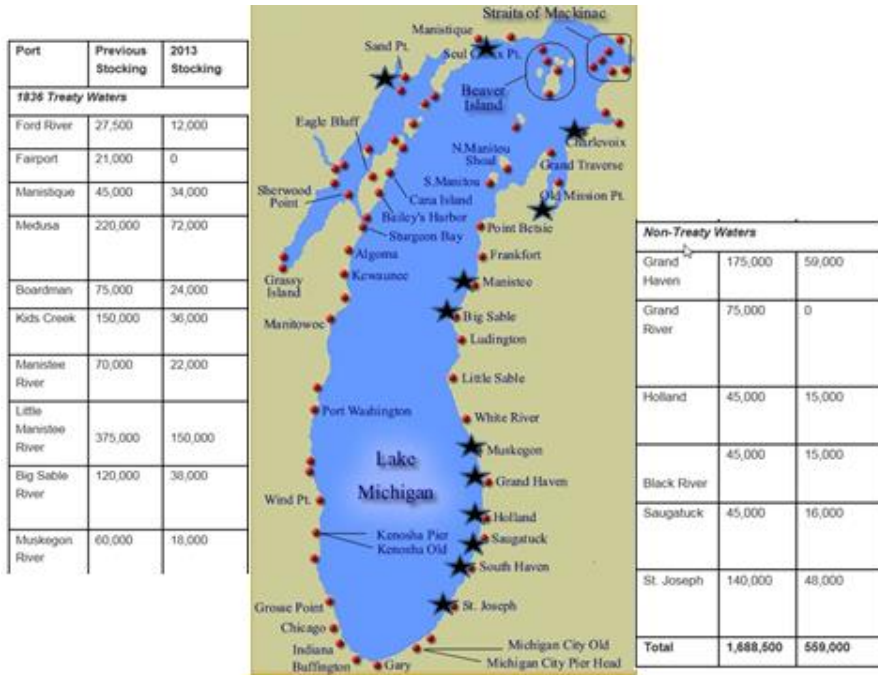 Port Previous Stocking 2013 Stocking
1836 Treaty Waters
Ford River 27,500 12,000
Fairport 21,000 0
Manistique 45,000 34,000
Medusa 220,000 72,000
Boardman 75,000 24,000
Kids Creek 150,000 36,000
Manistee River 70,000 22,000
Little Manistee River 375,000 150,000
Big Sable River 120,000 38,000
Muskegon River 60,000 18,000
Straits of Mackinac
Manistique
Sand Pt.
Seul Choix Pt.
Beaver Island
Eagle Bluff
Charlevoix
N.Manitou Shoal
Grand Traverse
S.Manitou
Old Mission Pt.
Sherwood Point
Cana Island
Bailey's Harbor
Sturgeon Bay
Point Betsie
Algoma
Frankfort
Grassy Island
Kewaunee
Manistee
Manitowoc
Big Sable
Ludington
Little Sable
Port Washington
White River
Lake Michigan
Muskegon
Grand Haven
Wind Pt.
Holland
Kenosha Pier
Kenosha Old
Saugatuck
South Haven
Grosse Point
St. Joseph
Chicago
Indiana
Buffington
Gary
Michigan City Old
Michigan City Pier Head
Non-Treaty Waters
Grand Haven 175,000 59,000
Grand River 75,000 0
Holland 45,000 15,000
Black River 45,000 15,000
Saugatuck 45,000 16,000
St. Joseph 140,000 48,000
Total 1,688,500 559,000